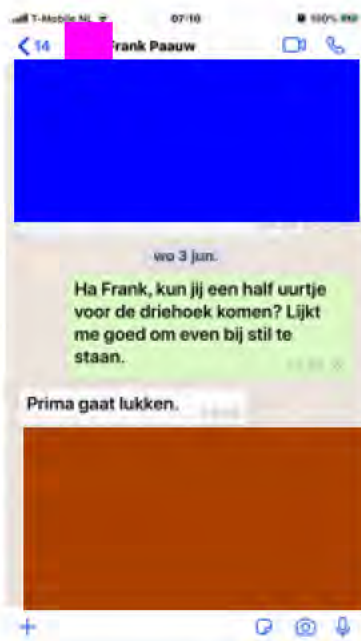 T-Mobile NL 07:10 100%
14 Frank Paauw
wo 3 jun.
Ha Frank, kun jij een half uurtje
voor de driehoek komen? Lijkt
me goed om even bij stil te
staan.
Prima gaat lukken.